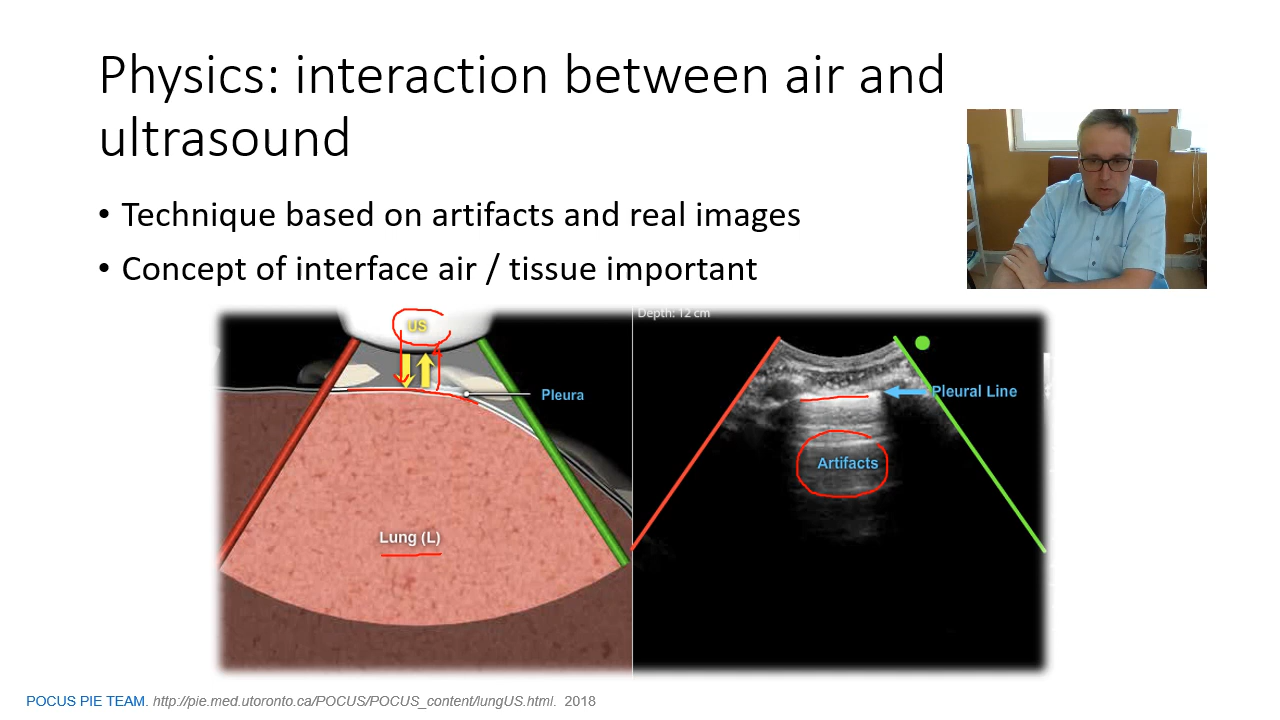 Physics: interaction between air and
ultrasound
• Technique based on artifacts and real images
• Concept of interface air / tissue important
Depth: 12 cm
US
Pleura
Pleural Line
Artifacts
Lung (L)
POCUS PIE TEAM. http://pie.med.utoronto.ca/POCUS/POCUS_content/lungUS.html. 2018